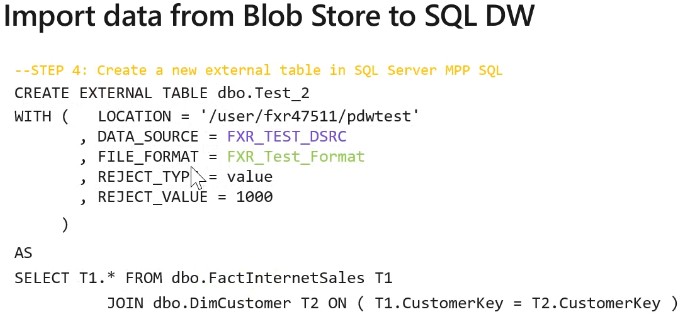 Import data from Blob Store to SQL DW
--STEP 4: Create a new external table in SQL Server MPP SQL
CREATE EXTERNAL TABLE dbo.Test_2
WITH ( LOCATION = '/user/fxr47511/pdwtest'
, DATA_SOURCE = FXR_TEST_DSRC
, FILE_FORMAT = FXR_Test_Format
, REJECT_TYPE = value
, REJECT_VALUE = 1000
)
AS
SELECT T1.* FROM dbo.FactInternetSales T1
JOIN dbo.DimCustomer T2 ON ( T1.CustomerKey = T2.CustomerKey )